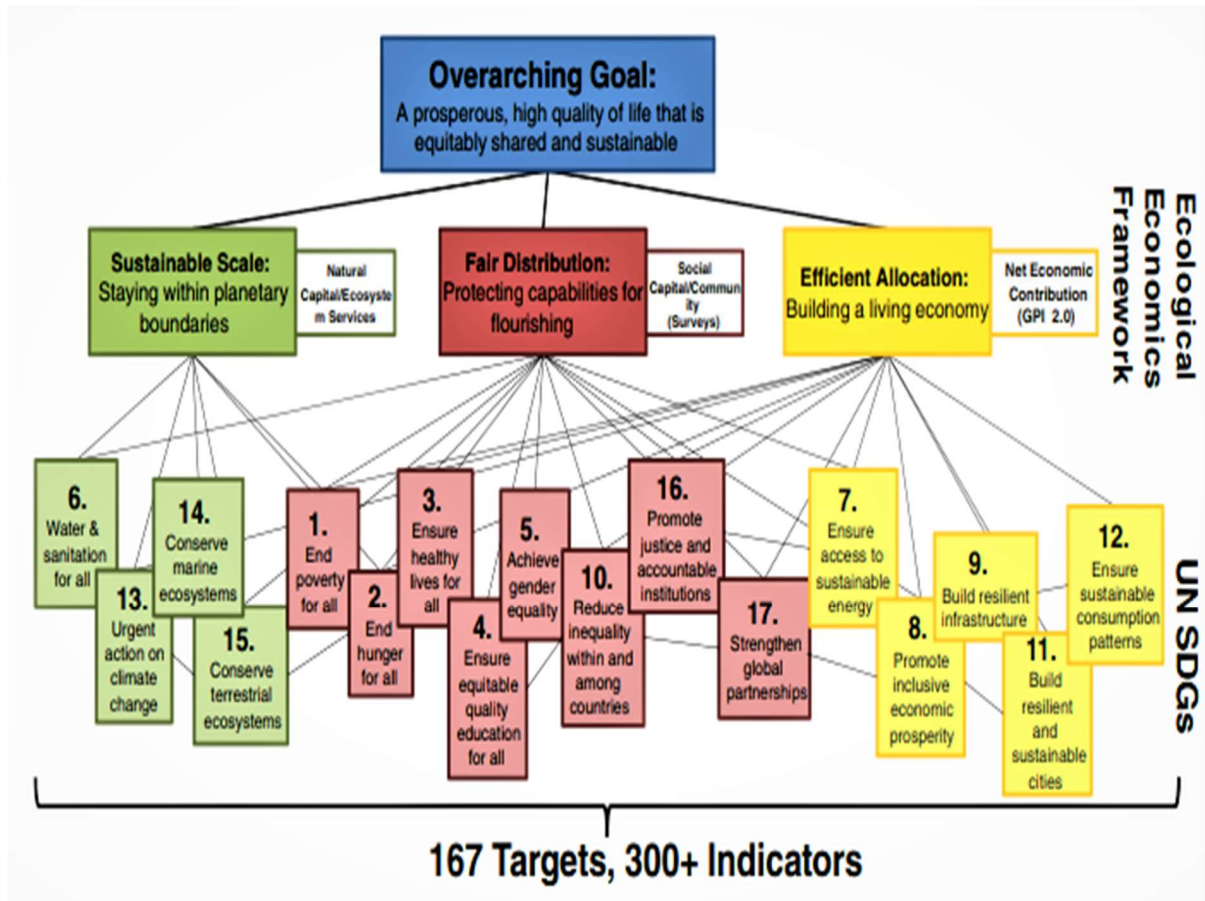 Overarching Goal:
A prosperous, high quality of life that is
equitably shared and sustainable
Sustainable Scale:
Staying within planetary
boundaries
Natural
Capital/Ecosyste
m Services
Fair Distribution:
Protecting capabilities for
flourishing
Social
Capital/Commun
ity
(Surveys)
Efficient Allocation:
Building a living economy
Net Economic
Contribution
(GPI 2.0)
Ecological
Economics
Framework
6.
Water &
sanitation
for all
13.
Urgent
action on
climate
change
14.
Conserve
marine
ecosystems
15.
Conserve
terrestrial
ecosystems
1.
End
poverty
for all
2.
End
hunger
for all
3.
Ensure
healthy
lives for
all
4.
Ensure
equitable
quality
education
for all
5.
Achieve
gender
equality
10.
Reduce
inequality
within and
among
countries
16.
Promote
justice and
accountable
institutions
17.
Strengthen
global
partnerships
7.
Ensure
access to
sustainable
energy
8.
Promote
inclusive
economic
prosperity
9.
Build resilient
infrastructure
11.
Build
resilient
and
sustainable
cities
12.
Ensure
sustainable
consumption
patterns
UN SDGs
167 Targets, 300+ Indicators